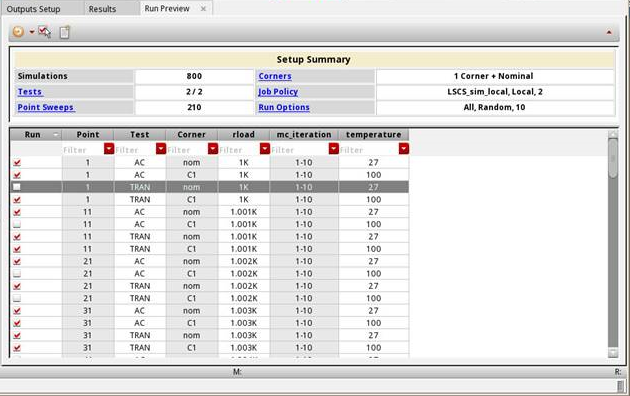 Outputs Setup Results Run Preview
Setup Summary
Simulations 800 Corners 1 Corner + Nominal
Tests 2 / 2 Job Policy LSCS_sim_local, Local, 2
Point Sweeps 210 Run Options All, Random, 10
Run Point Test Corner rload mc_iteration temperature
Filter Filter Filter Filter Filter Filter
1 AC nom 1K 1-10 27
1 AC C1 1K 1-10 100
1 TRAN nom 1K 1-10 27
1 TRAN C1 1K 1-10 100
11 AC nom 1.001K 1-10 27
11 AC C1 1.001K 1-10 100
11 TRAN nom 1.001K 1-10 27
11 TRAN C1 1.001K 1-10 100
21 AC nom 1.002K 1-10 27
21 AC C1 1.002K 1-10 100
21 TRAN nom 1.002K 1-10 27
21 TRAN C1 1.002K 1-10 100
31 AC nom 1.003K 1-10 27
31 AC C1 1.003K 1-10 100
31 TRAN nom 1.003K 1-10 27
31 TRAN C1 1.003K 1-10 100
M: R: